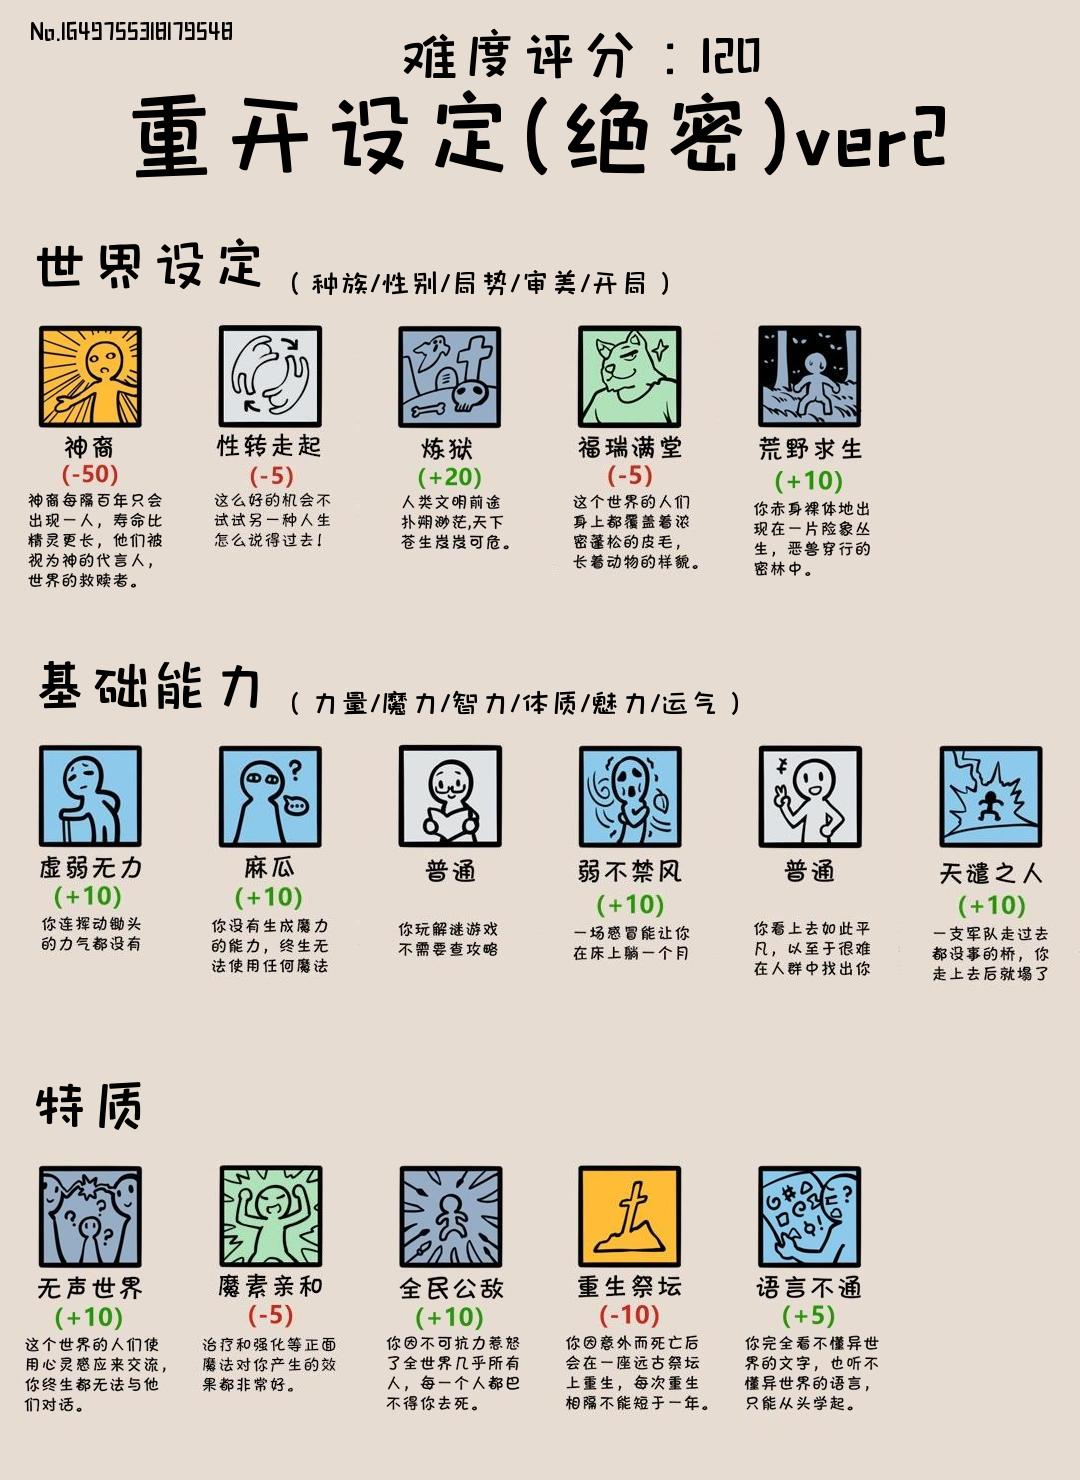 No.1649755318179548
难度评分：120
重开设定(绝密)ver2
世界设定 （种族/性别/局势/审美/开局）
神裔
(-50)
神裔每隔百年只会
出现一人，寿命比
精灵更长，他们被
视为神的代言人，
世界的救赎者。
性转走起
(-5)
这么好的机会不
试试另一种人生
怎么说得过去！
炼狱
(+20)
人类文明前途
扑朔渺茫,天下
苍生岌岌可危。
福瑞满堂
(-5)
这个世界的人们
身上都覆盖着浓
密蓬松的皮毛，
长着动物的样貌。
荒野求生
(+10)
你赤身裸体地出
现在一片险象丛
生，恶兽穿行的
密林中。
基础能力 （力量/魔力/智力/体质/魅力/运气）
虚弱无力
(+10)
你连挥动锄头
的力气都没有
?
麻瓜
(+10)
你没有生成魔力
的能力，终生无
法使用任何魔法
普通
你玩解谜游戏
不需要查攻略
弱不禁风
(+10)
一场感冒能让你
在床上躺一个月
普通
你看上去如此平
凡，以至于很难
在人群中找出你
天谴之人
(+10)
一支军队走过去
都没事的桥，你
走上去后就塌了
特质
? ? ?
无声世界
(+10)
这个世界的人们使
用心灵感应来交流，
你终生都无法与他
们对话。
魔素亲和
(-5)
治疗和强化等正面
魔法对你产生的效
果都非常好。
全民公敌
(+10)
你因不可抗力惹怒
了全世界几乎所有
人，每一个人都巴
不得你去死。
重生祭坛
(-10)
你因意外而死亡后
会在一座远古祭坛
上重生，每次重生
相隔不能短于一年。
语言不通
(+5)
你完全看不懂异世
界的文字，也听不
懂异世界的语言，
只能从头学起。